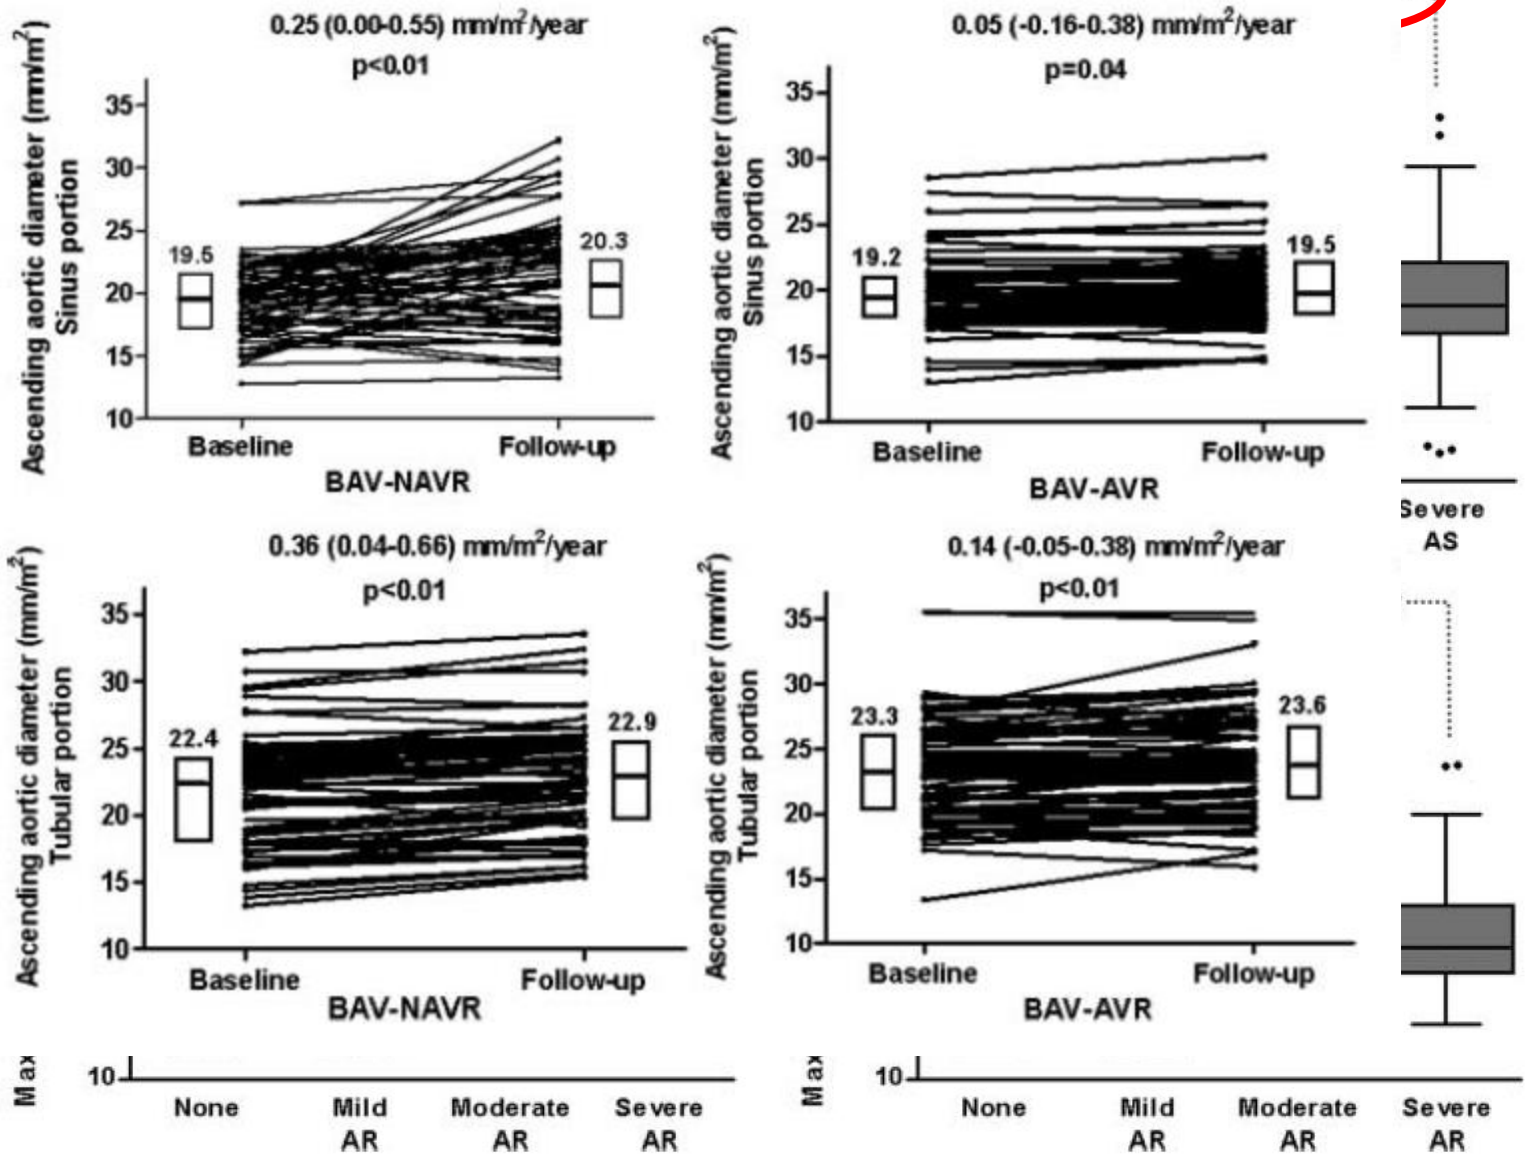 0.25 (0.00-0.55) mm/m²/year
p<0.01
Ascending aortic diameter (mm/m²)
Sinus portion
35
30
25
20
15
10
19.5
20.3
Baseline
Follow-up
BAV-NAVR
0.05 (-0.16-0.38) mm/m²/year
p=0.04
Ascending aortic diameter (mm/m²)
Sinus portion
35
30
25
20
15
10
19.2
19.5
Baseline
Follow-up
BAV-AVR
Severe
AS
0.36 (0.04-0.66) mm/m²/year
p<0.01
Ascending aortic diameter (mm/m²)
Tubular portion
35
30
25
20
15
10
22.4
22.9
Baseline
Follow-up
BAV-NAVR
0.14 (-0.05-0.38) mm/m²/year
p<0.01
Ascending aortic diameter (mm/m²)
Tubular portion
35
30
25
20
15
10
23.3
23.6
Baseline
Follow-up
BAV-AVR
Max
10
None
Mild
AR
Moderate
AR
Severe
AR
Max
10
None
Mild
AR
Moderate
AR
Severe
AR